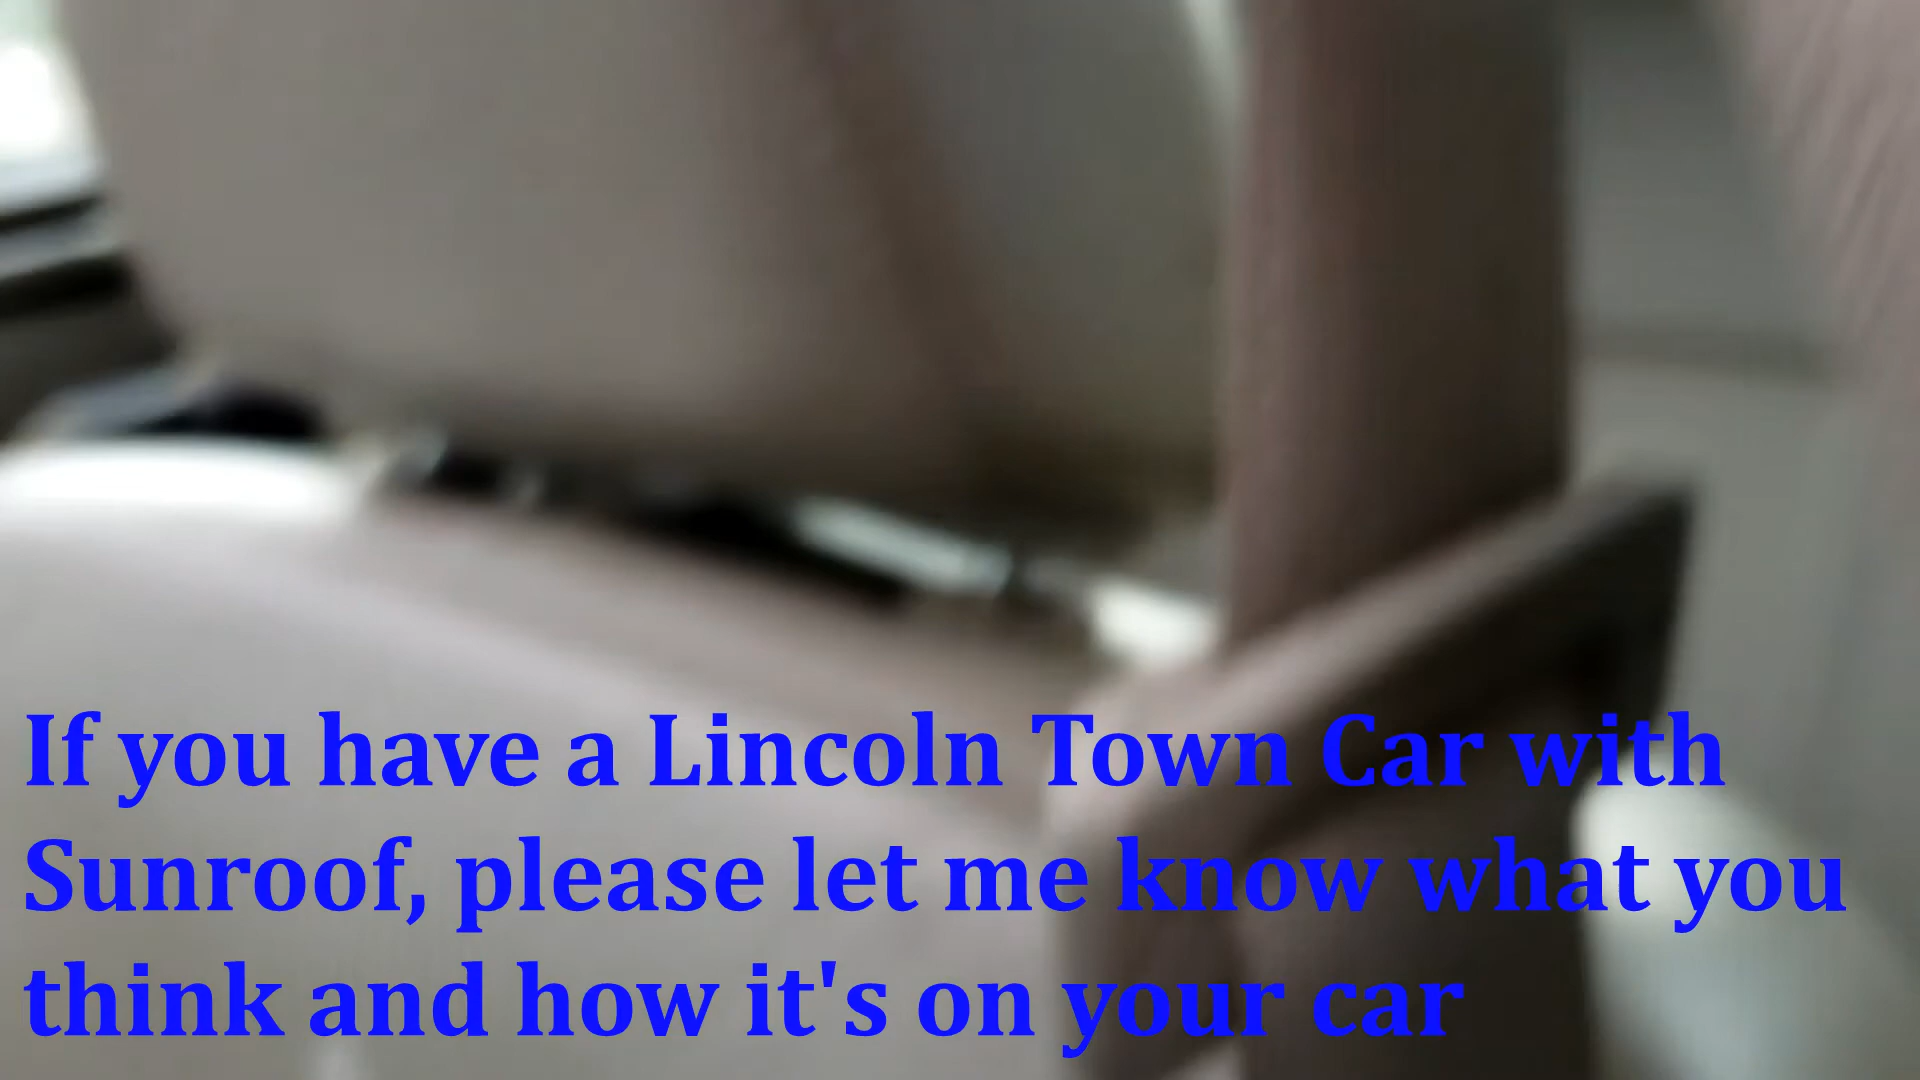 If you have a Lincoln Town Car with
Sunroof, please let me know what you
think and how it's on your car